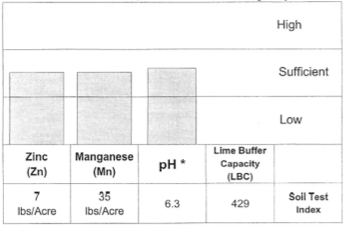 High
Sufficient
Low
Zinc
(Zn)
Manganese
(Mn)
pH *
Lime Buffer
Capacity
(LBC)
7
lbs/Acre
35
lbs/Acre
6.3
429
Soil Test
Index